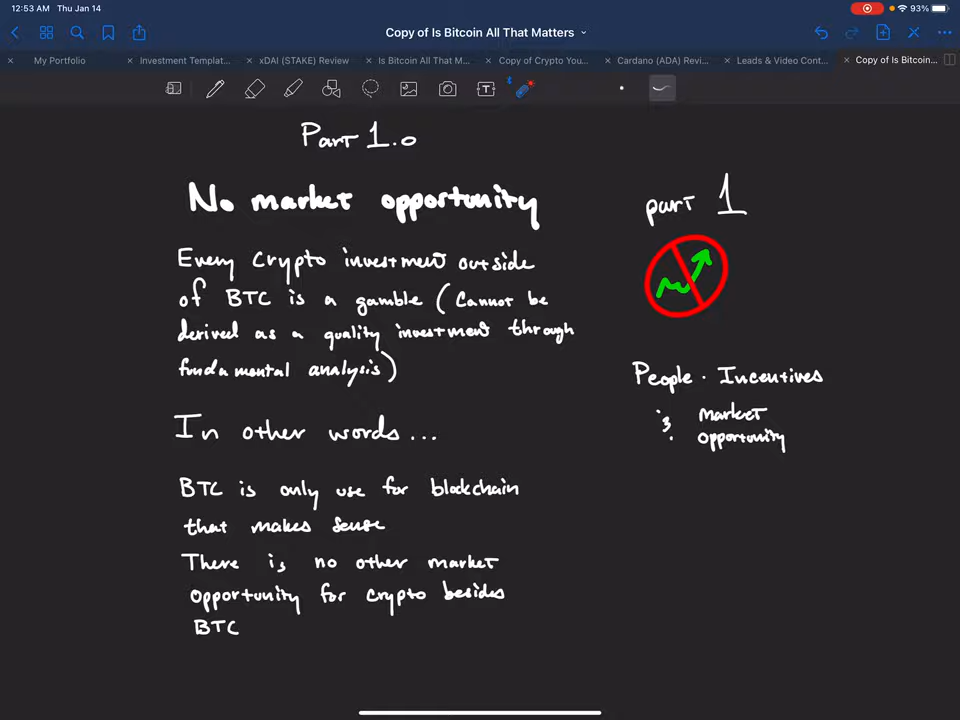 12:53 AM Thu Jan 14
93%
Copy of Is Bitcoin All That Matters
My Portfolio
Investment Templat...
xDAI (STAKE) Review
Is Bitcoin All That M...
Copy of Crypto You...
Cardano (ADA) Revi...
Leads & Video Cont...
Copy of Is Bitcoin...
Part 1.0
No market opportunity
Every Crypto investment outside
of BTC is a gamble (Cannot be
derived as a quality investment through
fundamental analysis)
In other words...
BTC is only use for blockchain
that makes sense
There is no other market
opportunity for crypto besides
BTC
part 1
People · Incentives
market
opportunity